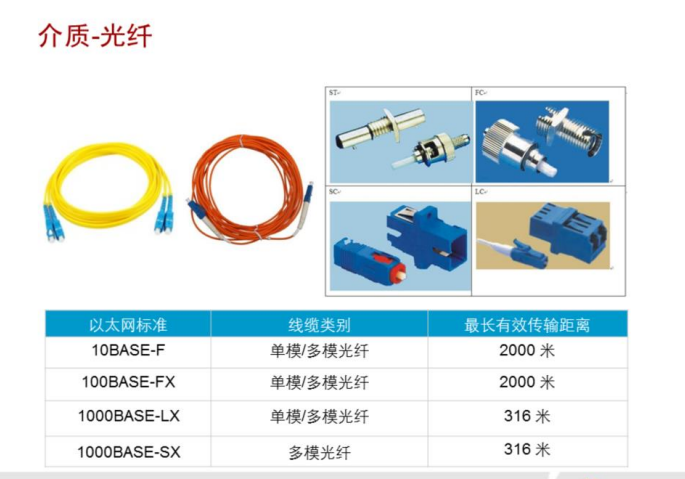 介质-光纤
ST
FC
SC
LC
以太网标准 线缆类别 最长有效传输距离
10BASE-F 单模/多模光纤 2000 米
100BASE-FX 单模/多模光纤 2000 米
1000BASE-LX 单模/多模光纤 316 米
1000BASE-SX 多模光纤 316 米